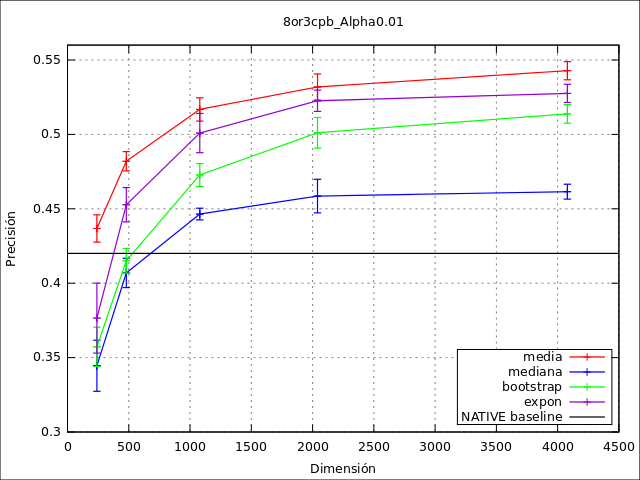 8or3cpb_Alpha0.01
Precisión
0.55
0.5
0.45
0.4
0.35
0.3
0 500 1000 1500 2000 2500 3000 3500 4000 4500
Dimensión
media
mediana
bootstrap
expon
NATIVE baseline